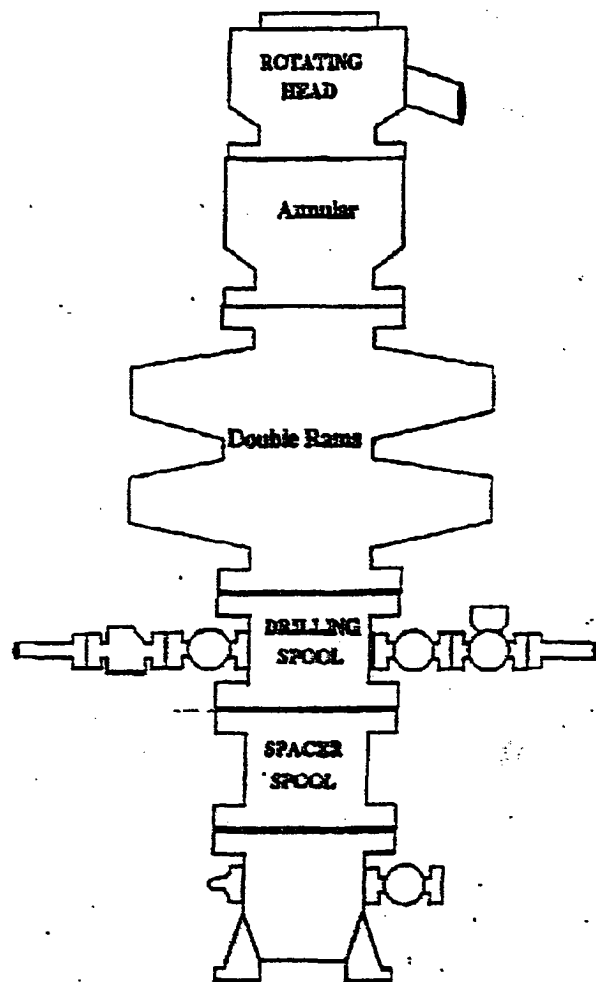 ROTATING
HEAD
Annular
Double Rams
DRILLING
SPOOL
SPACER
SPOOL